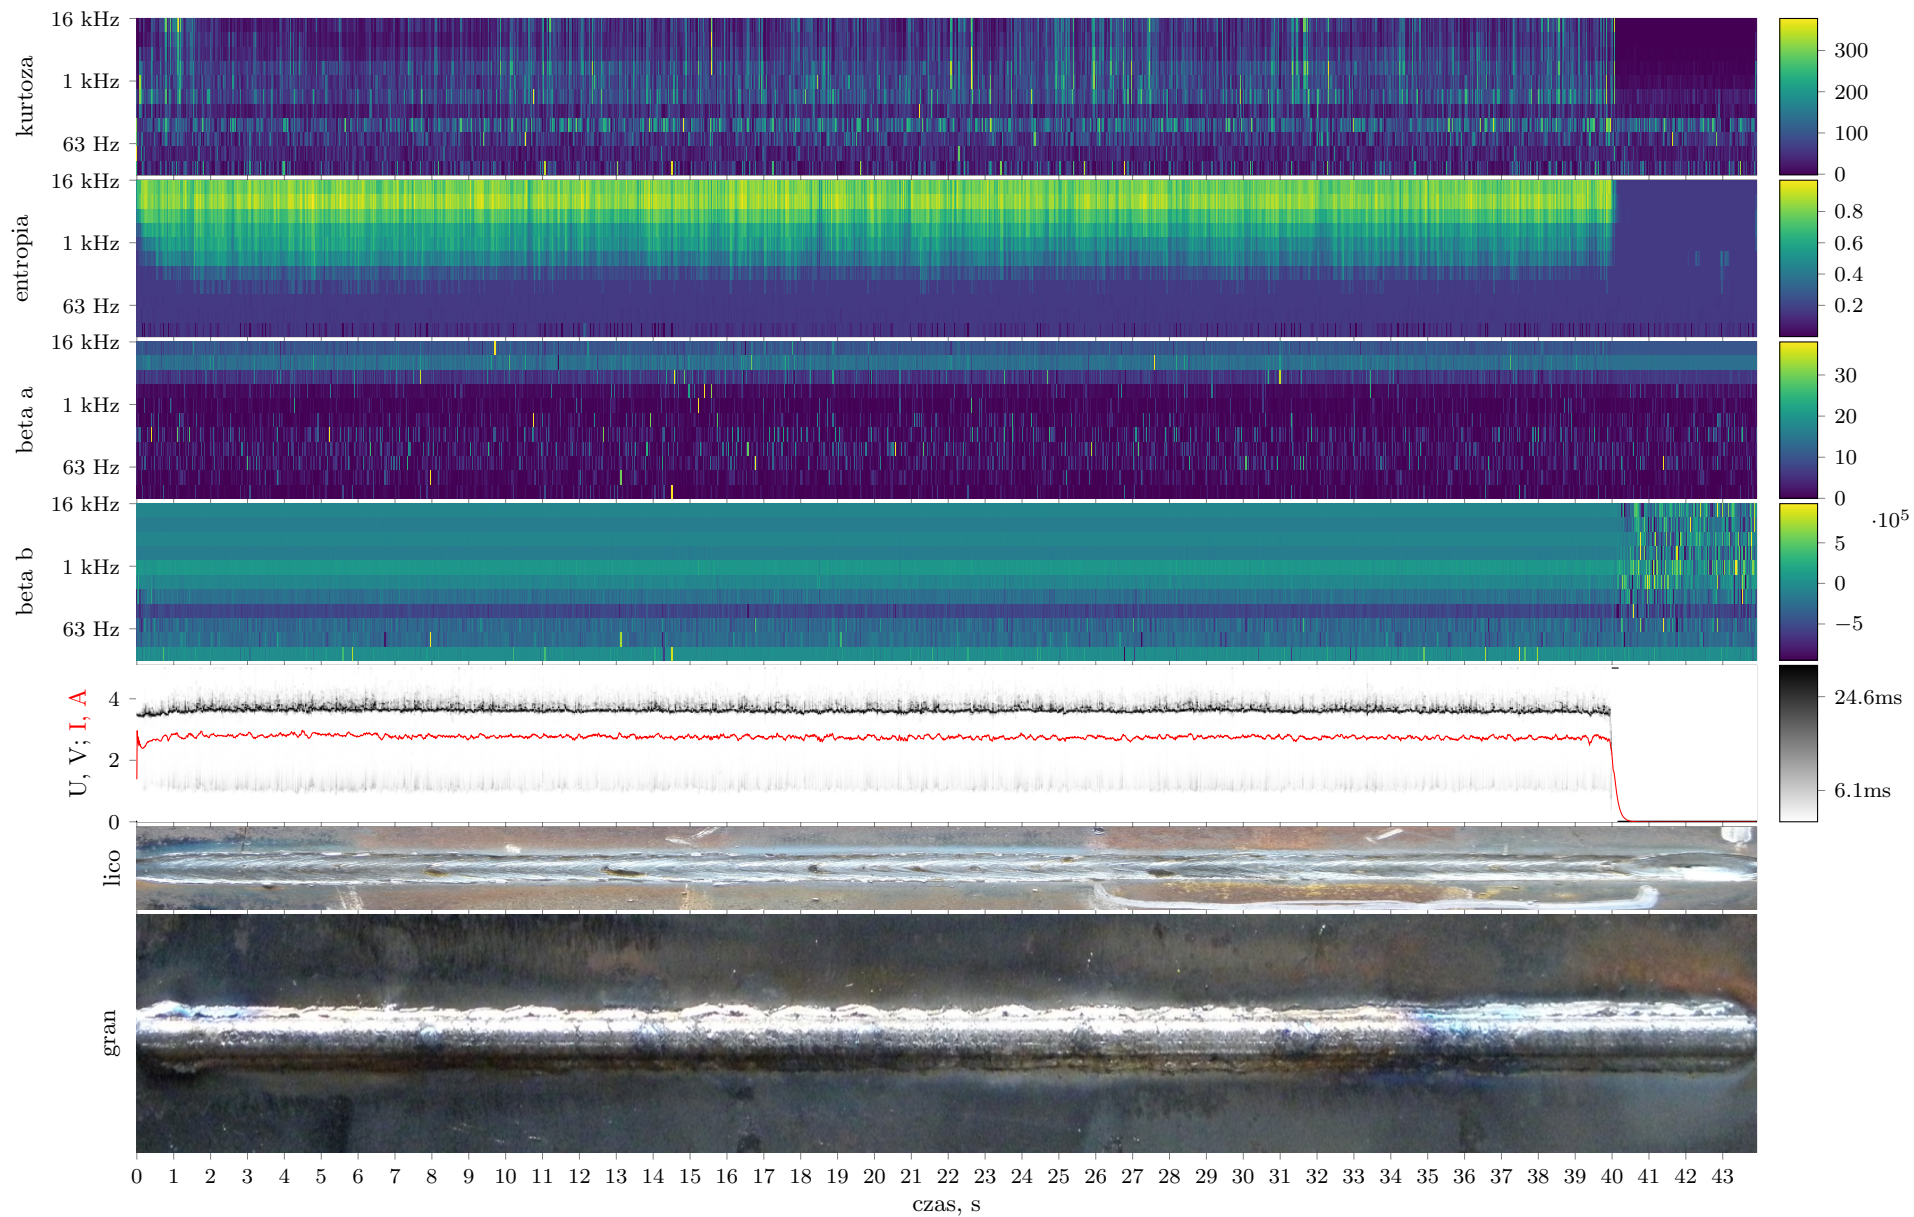 kurtoza
16 kHz
1 kHz
63 Hz
300
200
100
0
entropia
16 kHz
1 kHz
63 Hz
0.8
0.6
0.4
0.2
beta a
16 kHz
1 kHz
63 Hz
30
20
10
0
beta b
16 kHz
1 kHz
63 Hz
·10⁵
5
0
−5
U, V; I, A
4
2
0
24.6ms
6.1ms
lico
gran
0 1 2 3 4 5 6 7 8 9 10 11 12 13 14 15 16 17 18 19 20 21 22 23 24 25 26 27 28 29 30 31 32 33 34 35 36 37 38 39 40 41 42 43
czas, s